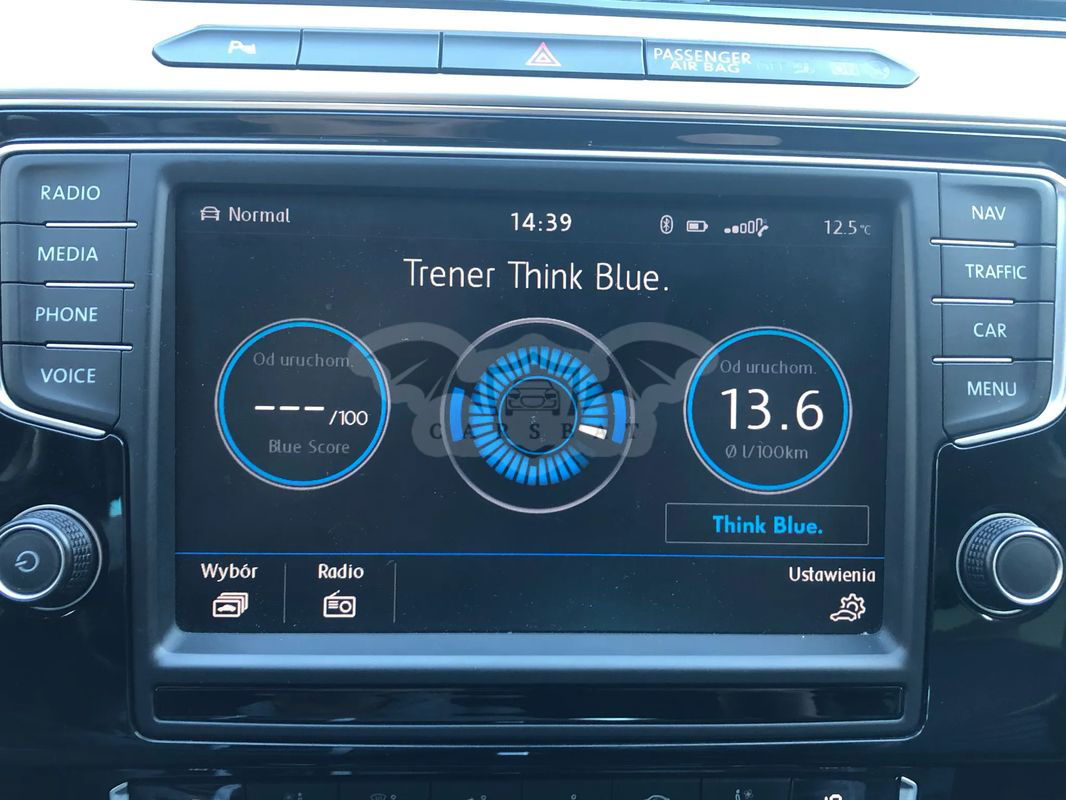 PASSENGER
AIR BAG
RADIO
MEDIA
PHONE
VOICE
Normal
14:39
12.5°C
Trener Think Blue.
Od uruchom.
---/100
Blue Score
CARSBAT
Od uruchom.
13.6
Ø l/100km
Think Blue.
Wybór
Radio
Ustawienia
NAV
TRAFFIC
CAR
MENU